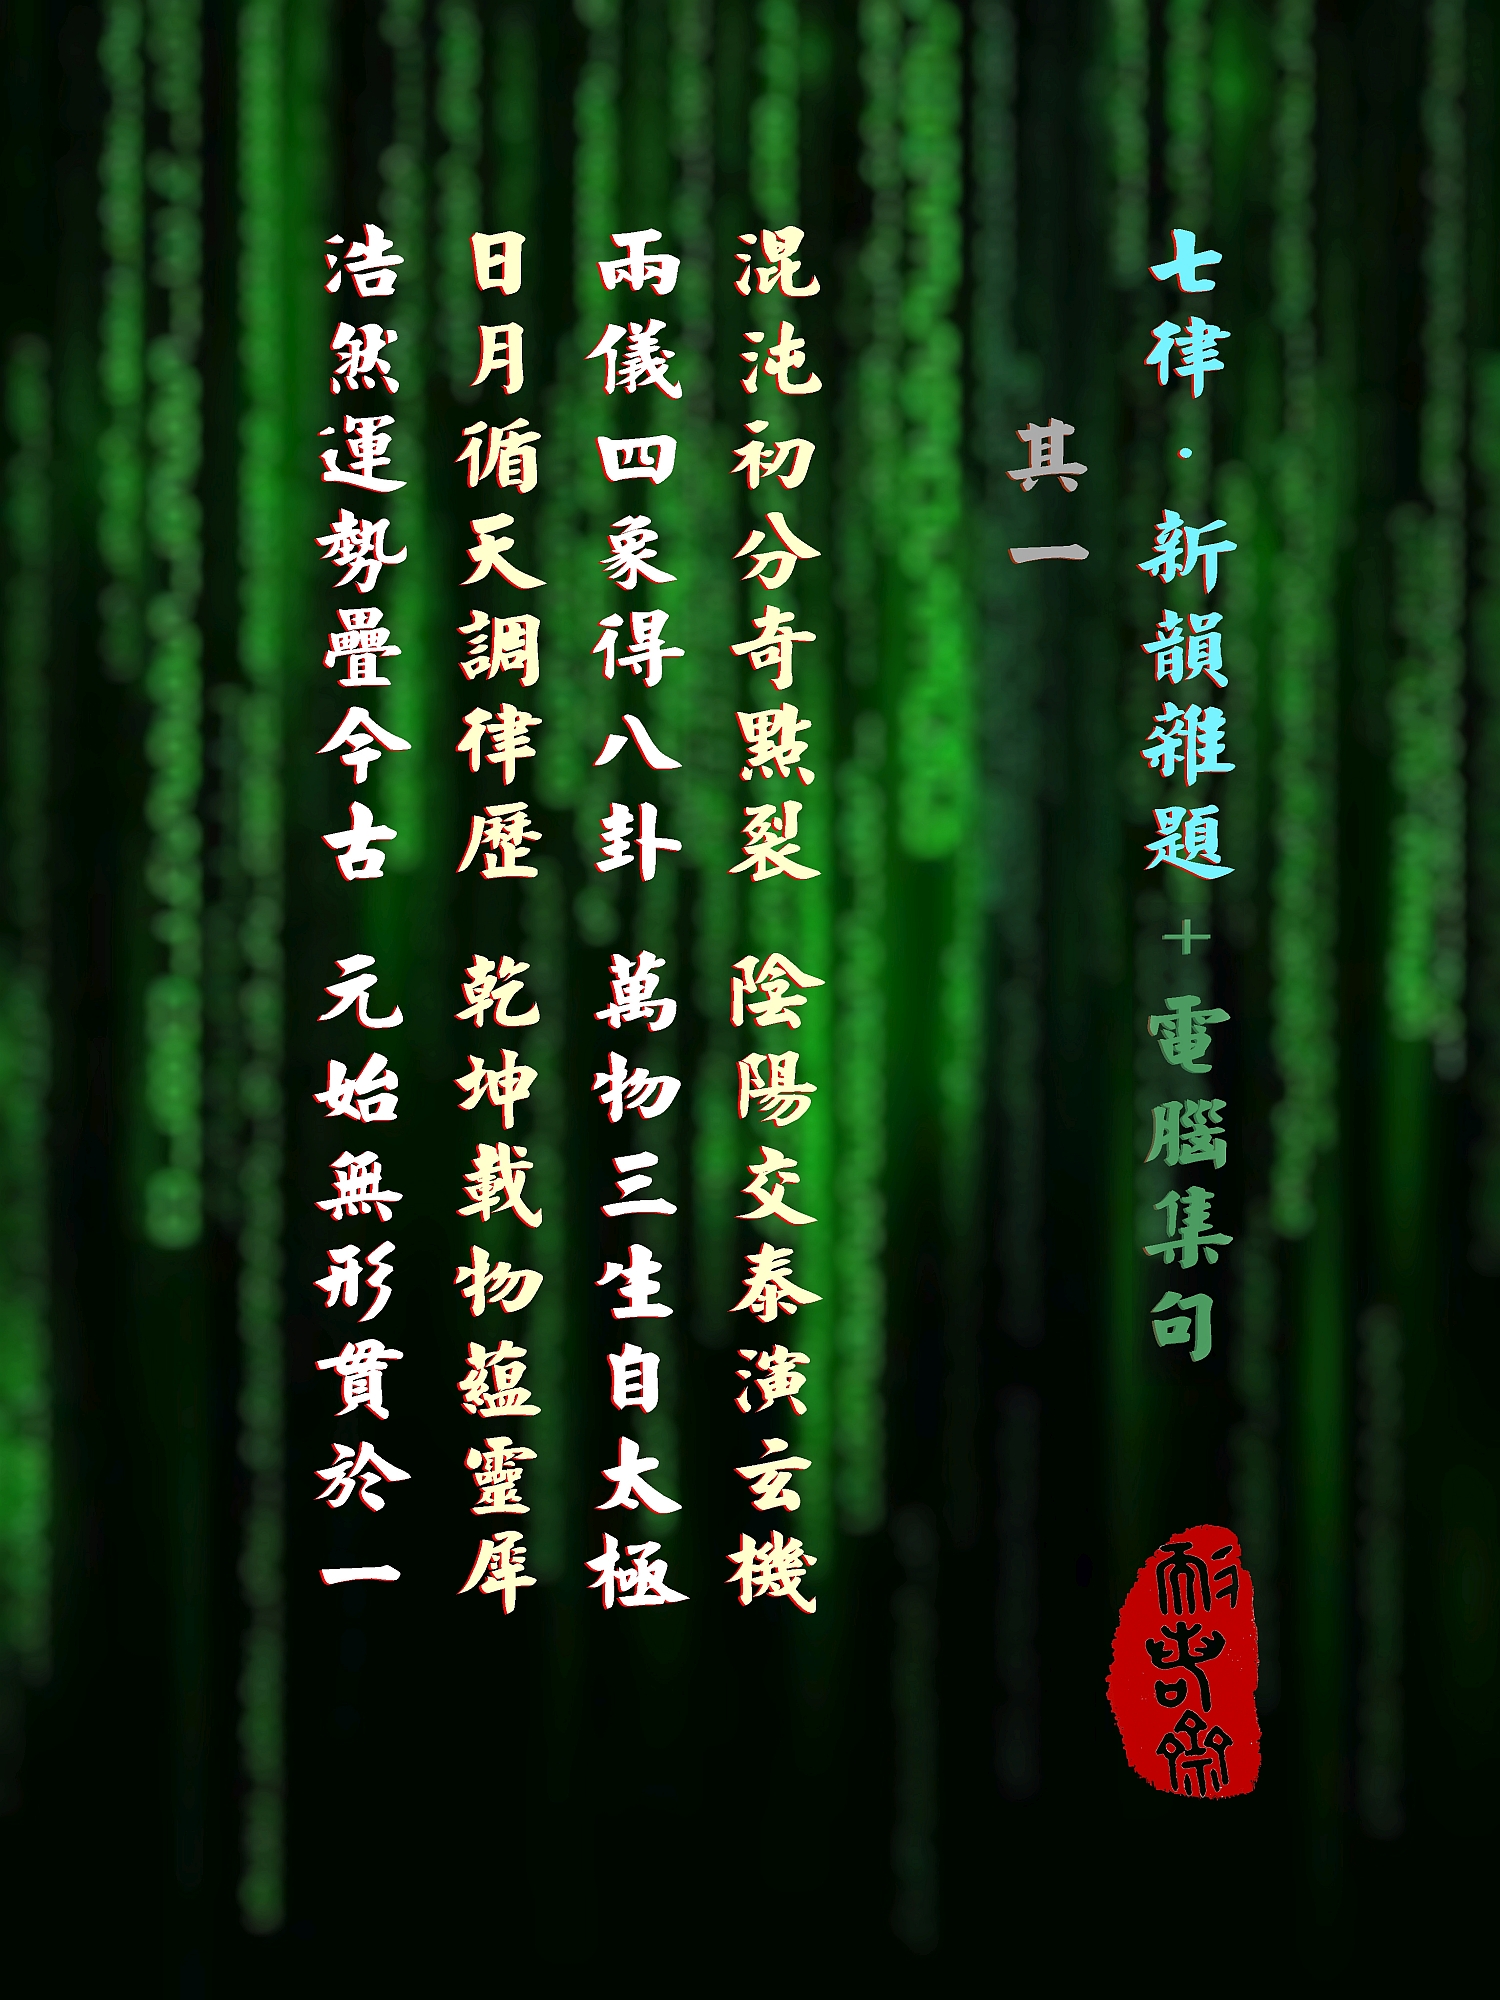 七律·新韻雜題+電腦集句
其一
混沌初分奇點裂 陰陽交泰演玄機
兩儀四象得八卦 萬物三生自太極
日月循天調律歷 乾坤載物蘊靈犀
浩然運勢疊今古 元始無形貫於一